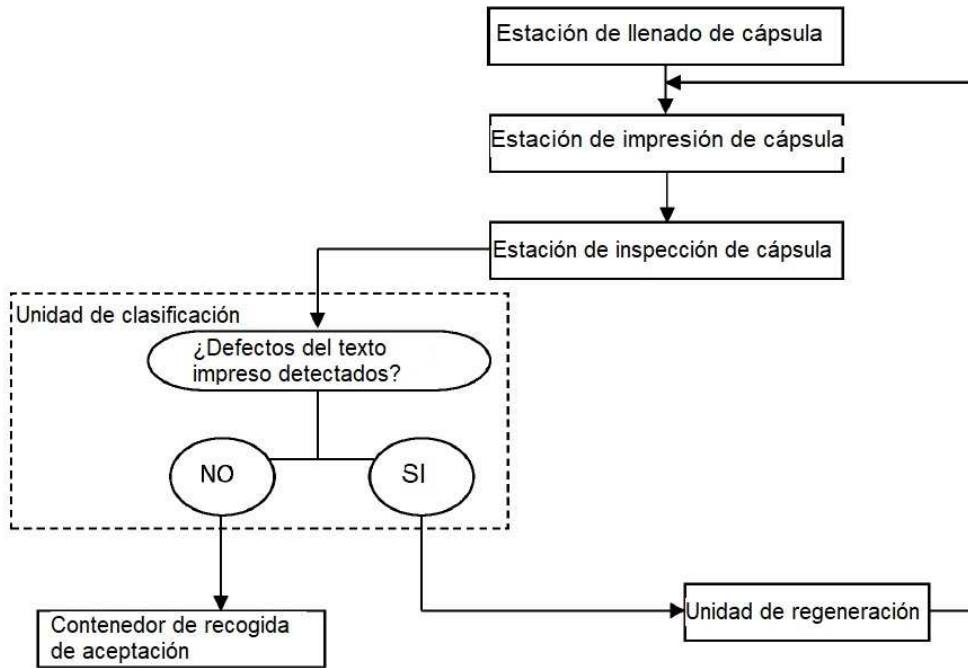 Estación de llenado de cápsula
Estación de impresión de cápsula
Estación de inspección de cápsula
Unidad de clasificación
¿Defectos del texto
impreso detectados?
NO
SI
Unidad de regeneración
Contenedor de recogida
de aceptación